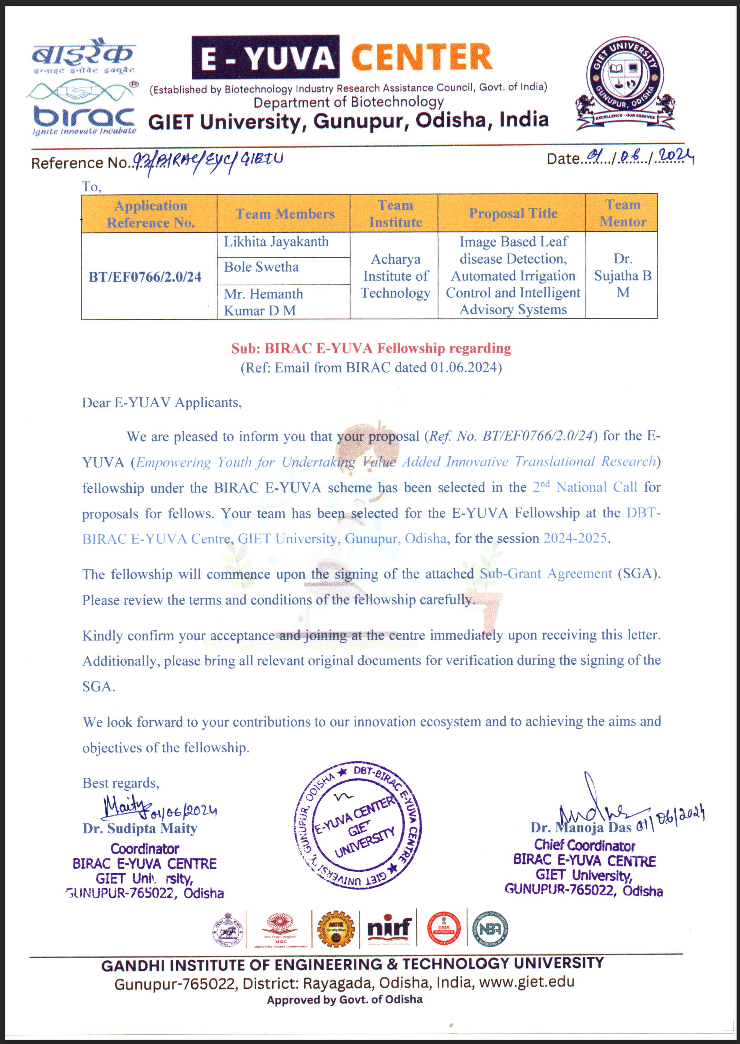 बाईरैक
इग्नाइट इनोवेट इंक्यूबेट
birac
Ignite Innovate Incubate
E - YUVA CENTER
(Established by Biotechnology Industry Research Assistance Council, Govt. of India)
Department of Biotechnology
GIET University, Gunupur, Odisha, India
GIET UNIVERSITY
GUNUPUR, ODISHA
EXCELLENCE - OUR ESSENCE
Reference No. 92/BIRAC/EYC/GIETU
Date. 01/06/2024
To,
Application Reference No. Team Members Team Institute Proposal Title Team Mentor
BT/EF0766/2.0/24
Likhita Jayakanth
Bole Swetha
Mr. Hemanth
Kumar D M
Acharya
Institute of
Technology
Image Based Leaf
disease Detection,
Automated Irrigation
Control and Intelligent
Advisory Systems
Dr.
Sujatha B
M
Sub: BIRAC E-YUVA Fellowship regarding
(Ref: Email from BIRAC dated 01.06.2024)
Dear E-YUAV Applicants,
We are pleased to inform you that your proposal (Ref. No. BT/EF0766/2.0/24) for the E-
YUVA (Empowering Youth for Undertaking Value Added Innovative Translational Research)
fellowship under the BIRAC E-YUVA scheme has been selected in the 2nd National Call for
proposals for fellows. Your team has been selected for the E-YUVA Fellowship at the DBT-
BIRAC E-YUVA Centre, GIET University, Gunupur, Odisha, for the session 2024-2025.
The fellowship will commence upon the signing of the attached Sub-Grant Agreement (SGA).
Please review the terms and conditions of the fellowship carefully.
Kindly confirm your acceptance and joining at the centre immediately upon receiving this letter.
Additionally, please bring all relevant original documents for verification during the signing of the
SGA.
We look forward to your contributions to our innovation ecosystem and to achieving the aims and
objectives of the fellowship.
Best regards,
Maity 01/06/2024
Dr. Sudipta Maity
Coordinator
BIRAC E-YUVA CENTRE
GIET Uni rsity,
GUNUPUR-765022, Odisha
DBT-BIRAC E-YUVA CENTRE
GIET UNIVERSITY, GUNUPUR, ODISHA
E-YUVA CENTER
GIET
UNIVERSITY
01/06/2024
Dr. Manoja Das
Chief Coordinator
BIRAC E-YUVA CENTRE
GIET University,
GUNUPUR-765022, Odisha
UGC
AICTE
nirf
NBA
GANDHI INSTITUTE OF ENGINEERING & TECHNOLOGY UNIVERSITY
Gunupur-765022, District: Rayagada, Odisha, India, www.giet.edu
Approved by Govt. of Odisha